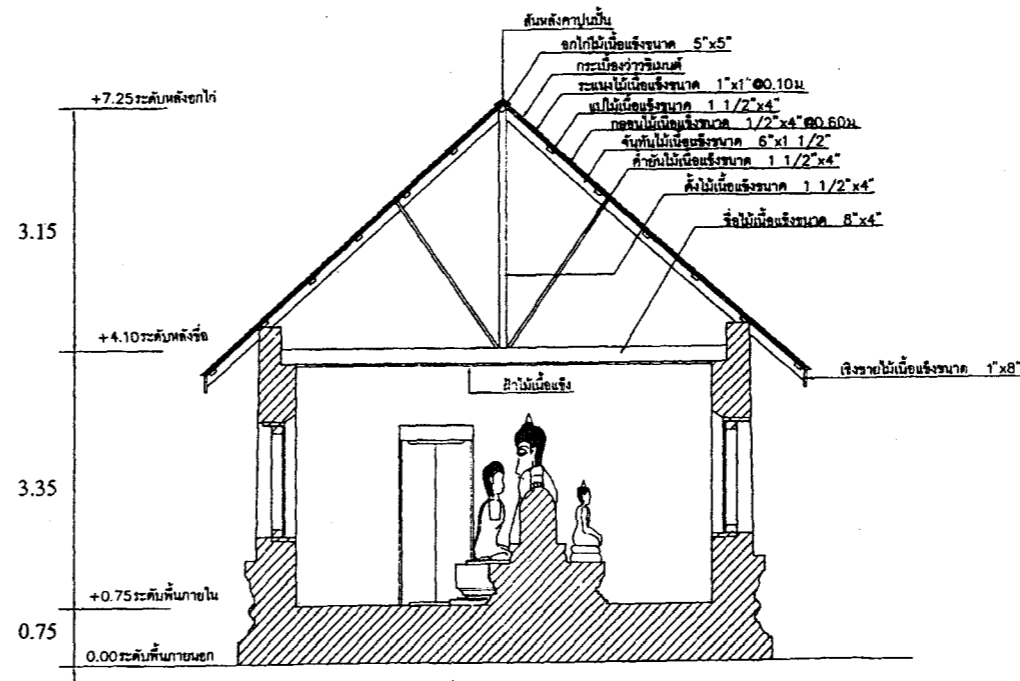 สันหลังคาปูนปั้น
อกไก่ไม้เนื้อแข็งขนาด 5"x5"
กระเบื้องว่าวซิเมนต์
ระแนงไม้เนื้อแข็งขนาด 1"x1"@0.10ม.
แปไม้เนื้อแข็งขนาด 1 1/2"x4"
กลอนไม้เนื้อแข็งขนาด 1/2"x4"@0.60ม.
จันทันไม้เนื้อแข็งขนาด 6"x1 1/2"
ค้ำยันไม้เนื้อแข็งขนาด 1 1/2"x4"
ดั้งไม้เนื้อแข็งขนาด 1 1/2"x4"
ขื่อไม้เนื้อแข็งขนาด 8"x4"
+7.25ระดับหลังอกไก่
3.15
+4.10ระดับหลังขื่อ
เชิงชายไม้เนื้อแข็งขนาด 1"x8"
ฝ้าไม้เนื้อแข็ง
3.35
+0.75ระดับพื้นภายใน
0.75
0.00ระดับพื้นภายนอก